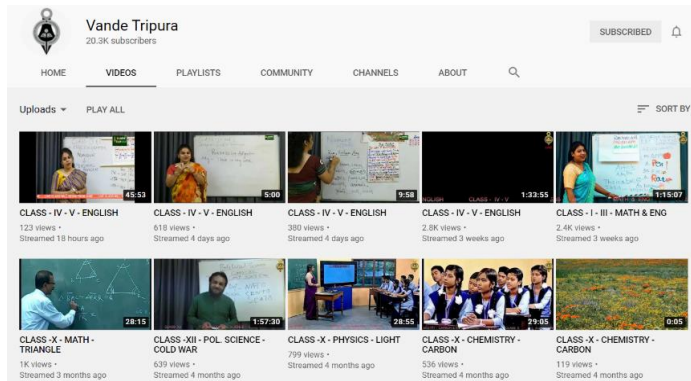 Vande Tripura
20.3K subscribers
SUBSCRIBED
HOME VIDEOS PLAYLISTS COMMUNITY CHANNELS ABOUT
Uploads PLAY ALL SORT BY
45:53 5:00 9:58 1:33:55 1:15:07
CLASS - IV - V - ENGLISH CLASS - IV - V - ENGLISH CLASS - IV - V - ENGLISH CLASS - IV - V - ENGLISH CLASS - I - III - MATH & ENG
123 views • 618 views • 380 views • 2.8K views • 2.4K views •
Streamed 18 hours ago Streamed 4 days ago Streamed 4 days ago Streamed 3 weeks ago Streamed 3 weeks ago
28:15 1:57:30 28:55 29:05 0:05
CLASS -X - MATH - CLASS -XII - POL. SCIENCE - CLASS -X - PHYSICS - LIGHT CLASS -X - CHEMISTRY - CLASS -X - CHEMISTRY -
TRIANGLE COLD WAR 799 views • CARBON CARBON
1K views • 639 views • Streamed 4 months ago 536 views • 119 views •
Streamed 3 months ago Streamed 4 months ago Streamed 4 months ago Streamed 4 months ago